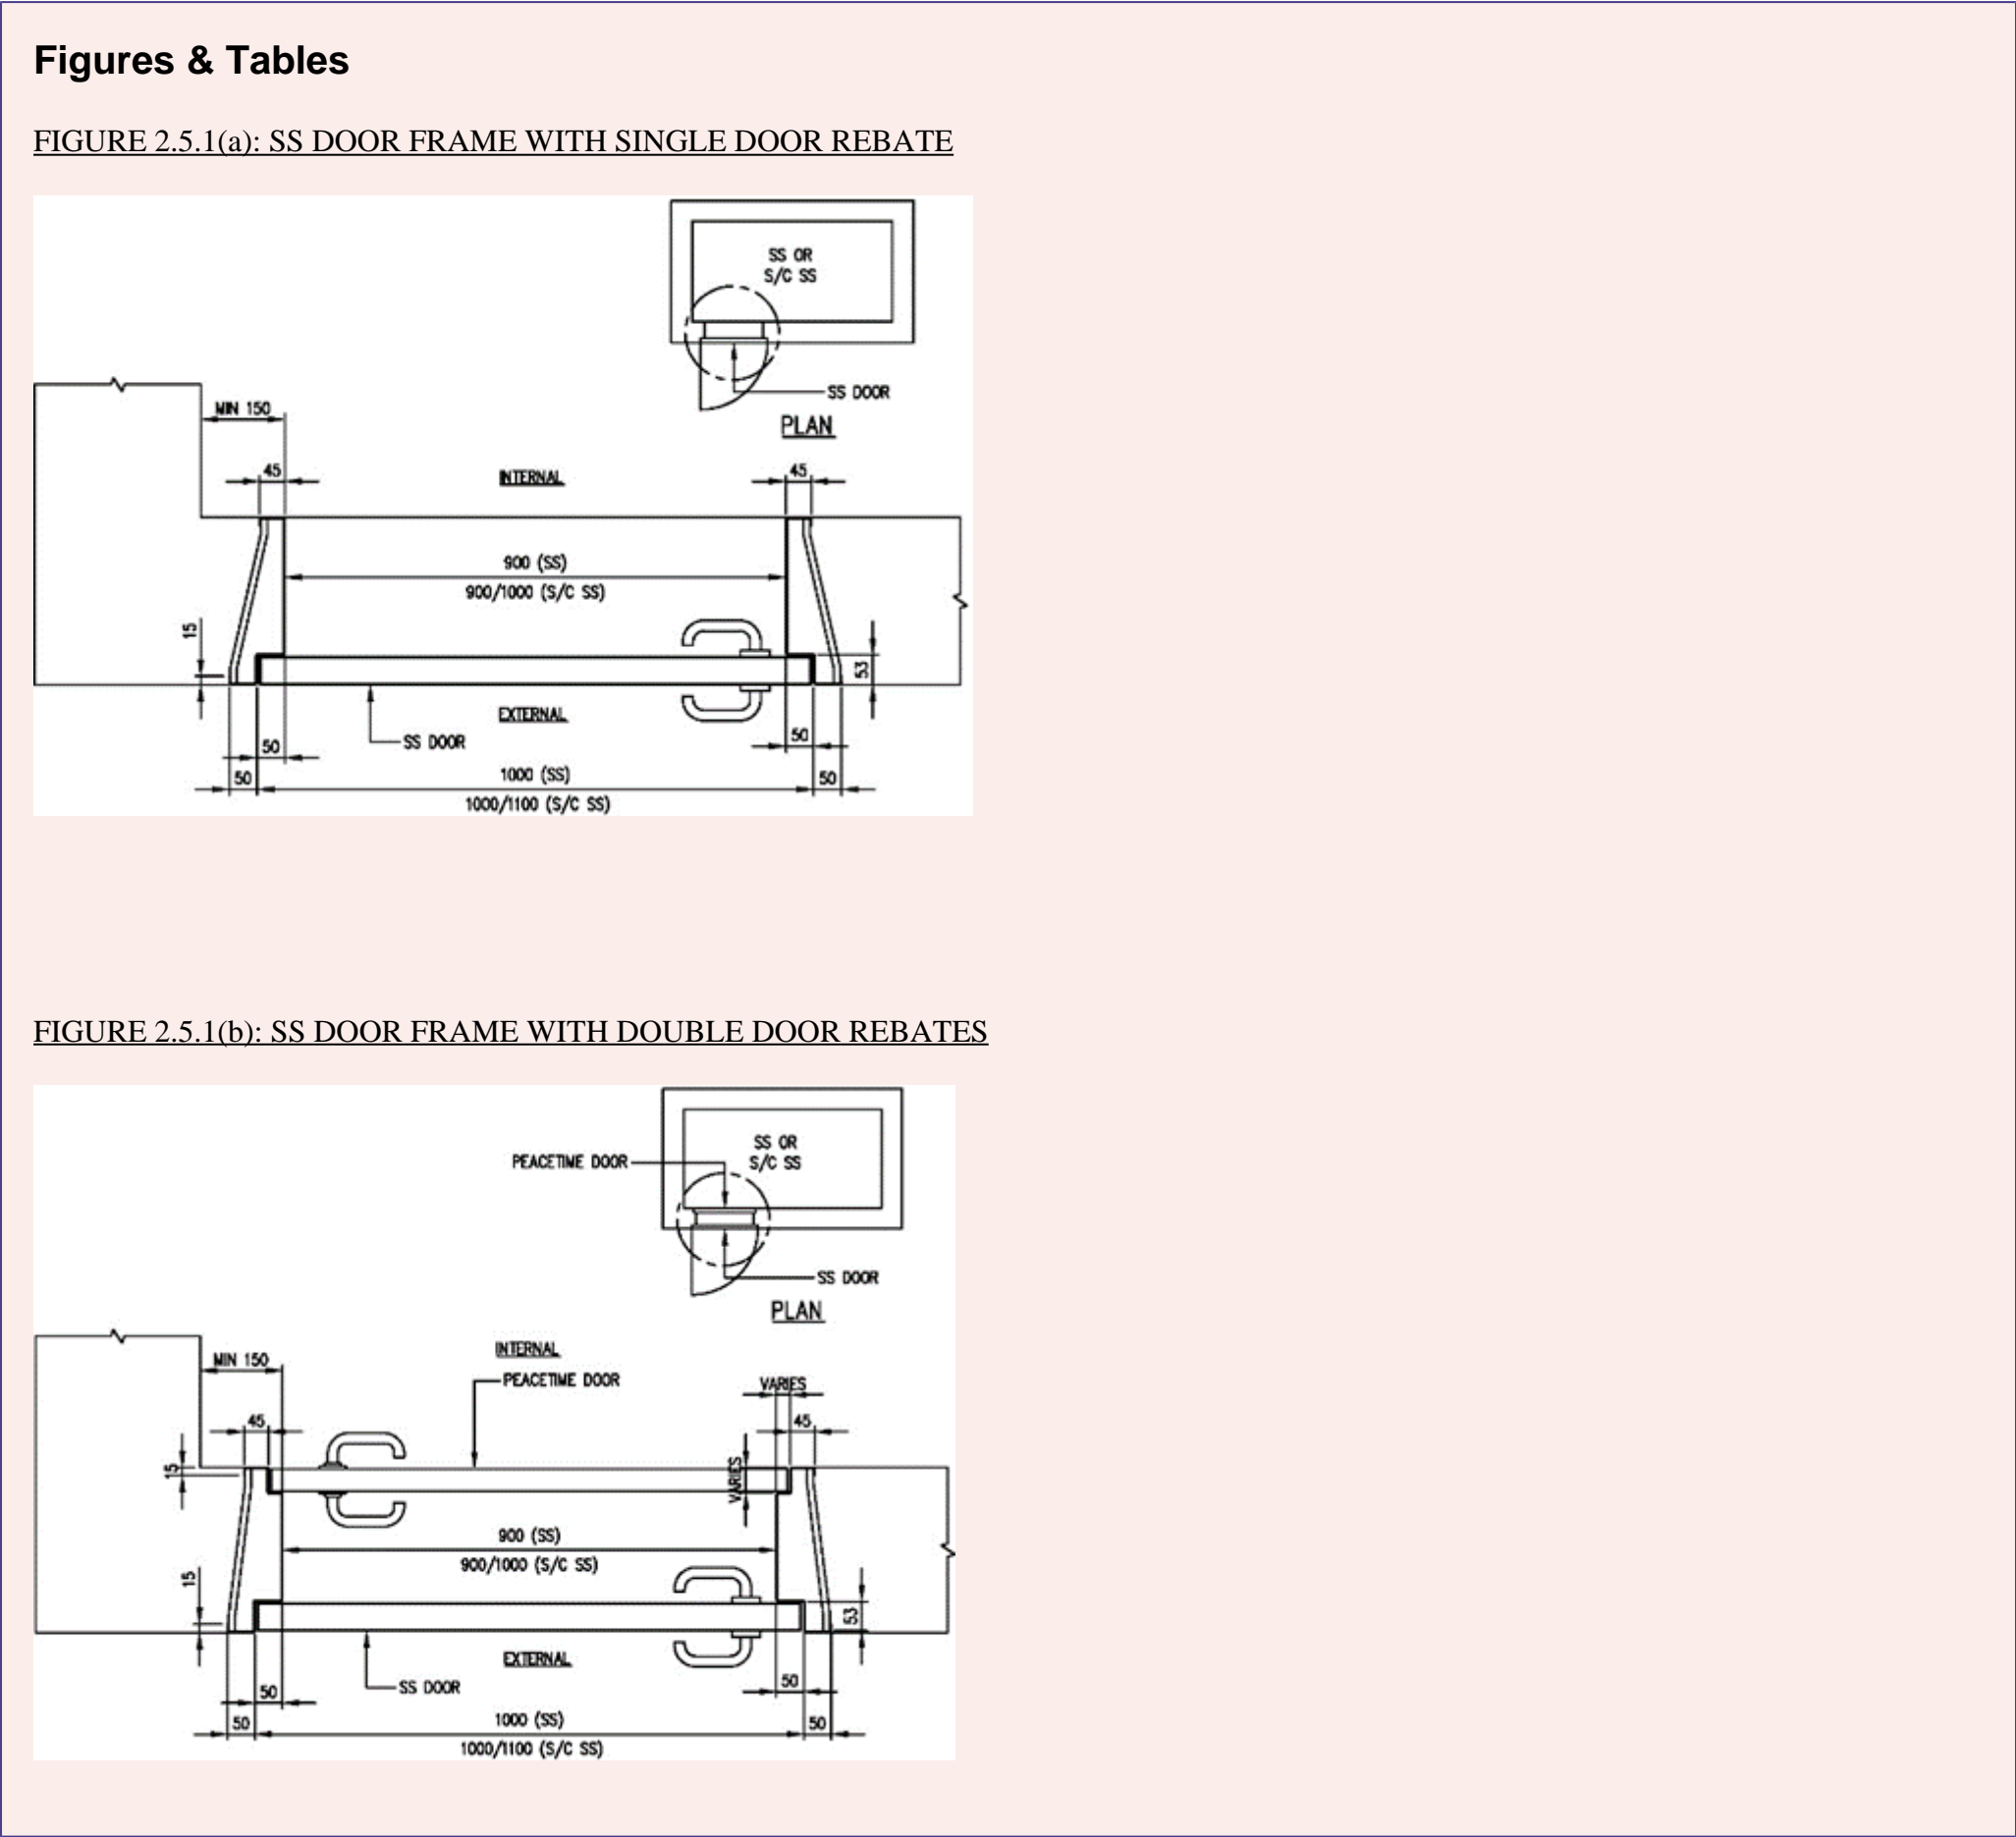 Figures & Tables
FIGURE 2.5.1(a): SS DOOR FRAME WITH SINGLE DOOR REBATE
SS OR
S/C SS
SS DOOR
PLAN
MIN 150
45
INTERNAL
45
900 (SS)
900/1000 (S/C SS)
15
53
EXTERNAL
SS DOOR
50
50
50
1000 (SS)
50
1000/1100 (S/C SS)
FIGURE 2.5.1(b): SS DOOR FRAME WITH DOUBLE DOOR REBATES
SS OR
PEACETIME DOOR
S/C SS
SS DOOR
PLAN
INTERNAL
MIN 150
PEACETIME DOOR
VARIES
45
45
15
VARIES
900 (SS)
900/1000 (S/C SS)
15
53
EXTERNAL
SS DOOR
50
50
50
1000 (SS)
50
1000/1100 (S/C SS)